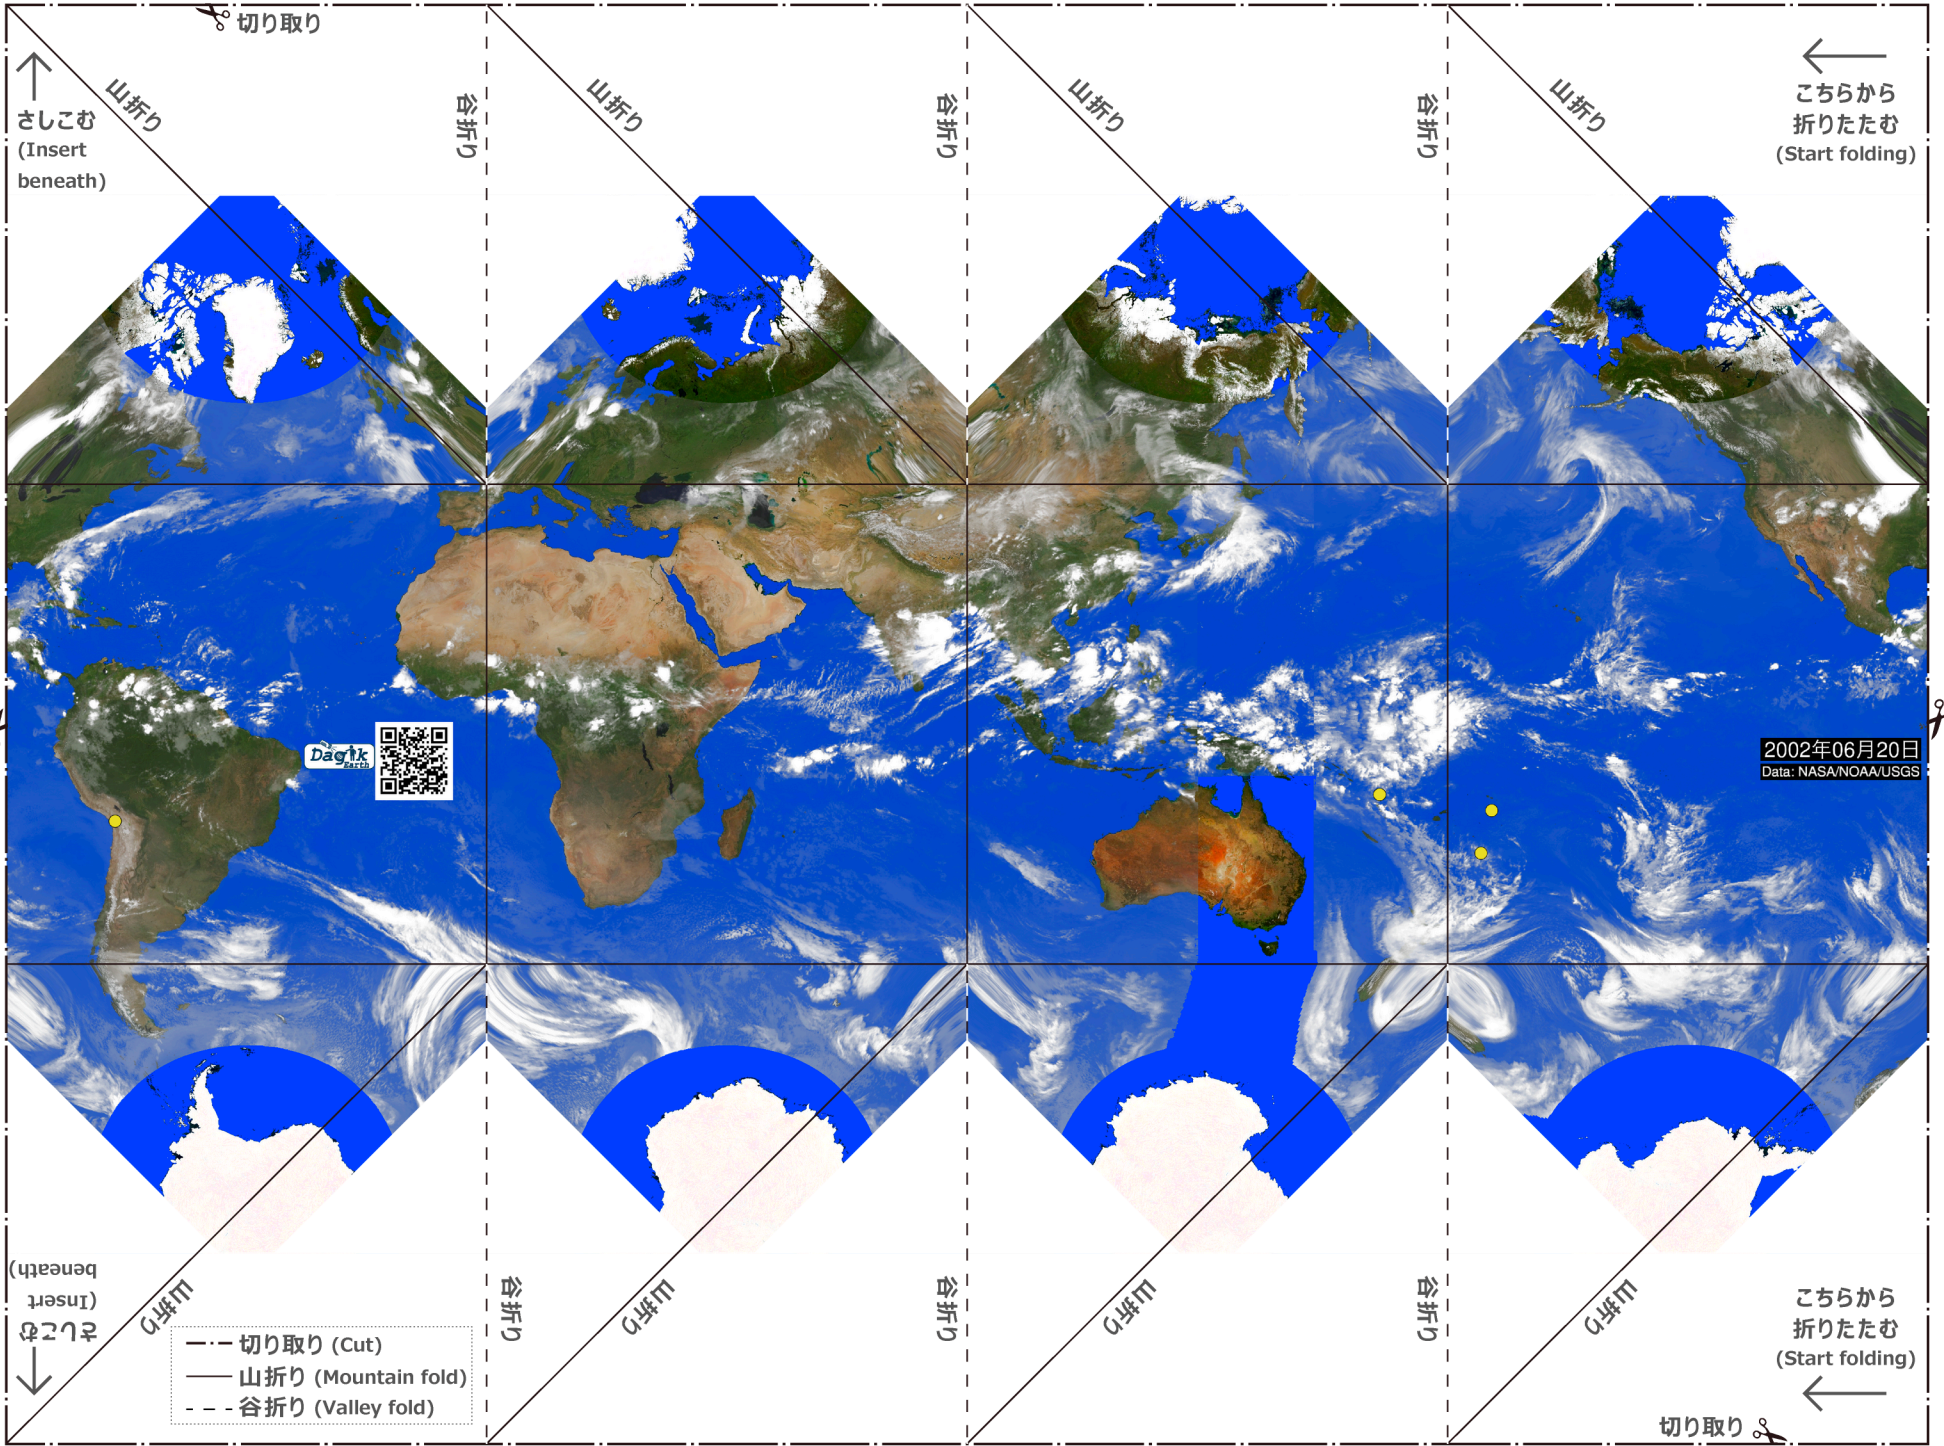 切り取り
山折り
谷折り
山折り
谷折り
山折り
谷折り
山折り
さしこむ
(Insert
beneath)
こちらから
折りたたむ
(Start folding)
Dagik
Earth
2002年06月20日
Data: NASA/NOAA/USGS
さしこむ
(Insert
beneath)
山折り
谷折り
山折り
谷折り
山折り
谷折り
山折り
こちらから
折りたたむ
(Start folding)
切り取り (Cut)
山折り (Mountain fold)
谷折り (Valley fold)
切り取り